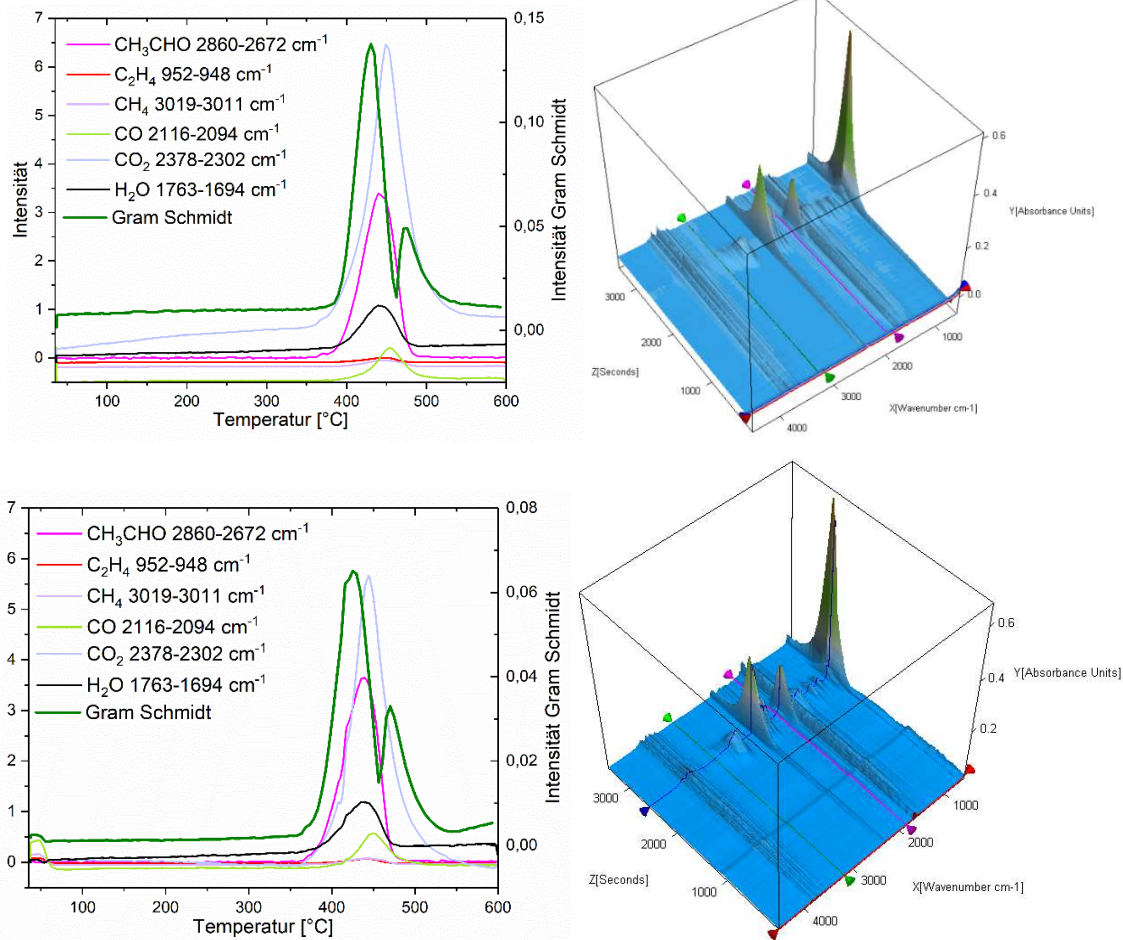 7
6
5
4
3
2
1
0
Intensität
CH₃CHO 2860-2672 cm⁻¹
C₂H₄ 952-948 cm⁻¹
CH₄ 3019-3011 cm⁻¹
CO 2116-2094 cm⁻¹
CO₂ 2378-2302 cm⁻¹
H₂O 1763-1694 cm⁻¹
Gram Schmidt
0,15
0,10
0,05
0,00
Intensität Gram Schmidt
100 200 300 400 500 600
Temperatur [°C]
0.6
0.4
0.2
0.0
Y[Absorbance Units]
3000
2000
1000
Z[Seconds]
1000
2000
3000
4000
X[Wavenumber cm-1]
7
6
5
4
3
2
1
0
Intensität
CH₃CHO 2860-2672 cm⁻¹
C₂H₄ 952-948 cm⁻¹
CH₄ 3019-3011 cm⁻¹
CO 2116-2094 cm⁻¹
CO₂ 2378-2302 cm⁻¹
H₂O 1763-1694 cm⁻¹
Gram Schmidt
0,08
0,06
0,04
0,02
0,00
Intensität Gram Schmidt
100 200 300 400 500 600
Temperatur [°C]
0.6
0.4
0.2
Y[Absorbance Units]
3000
2000
1000
Z[Seconds]
1000
2000
3000
4000
X[Wavenumber cm-1]